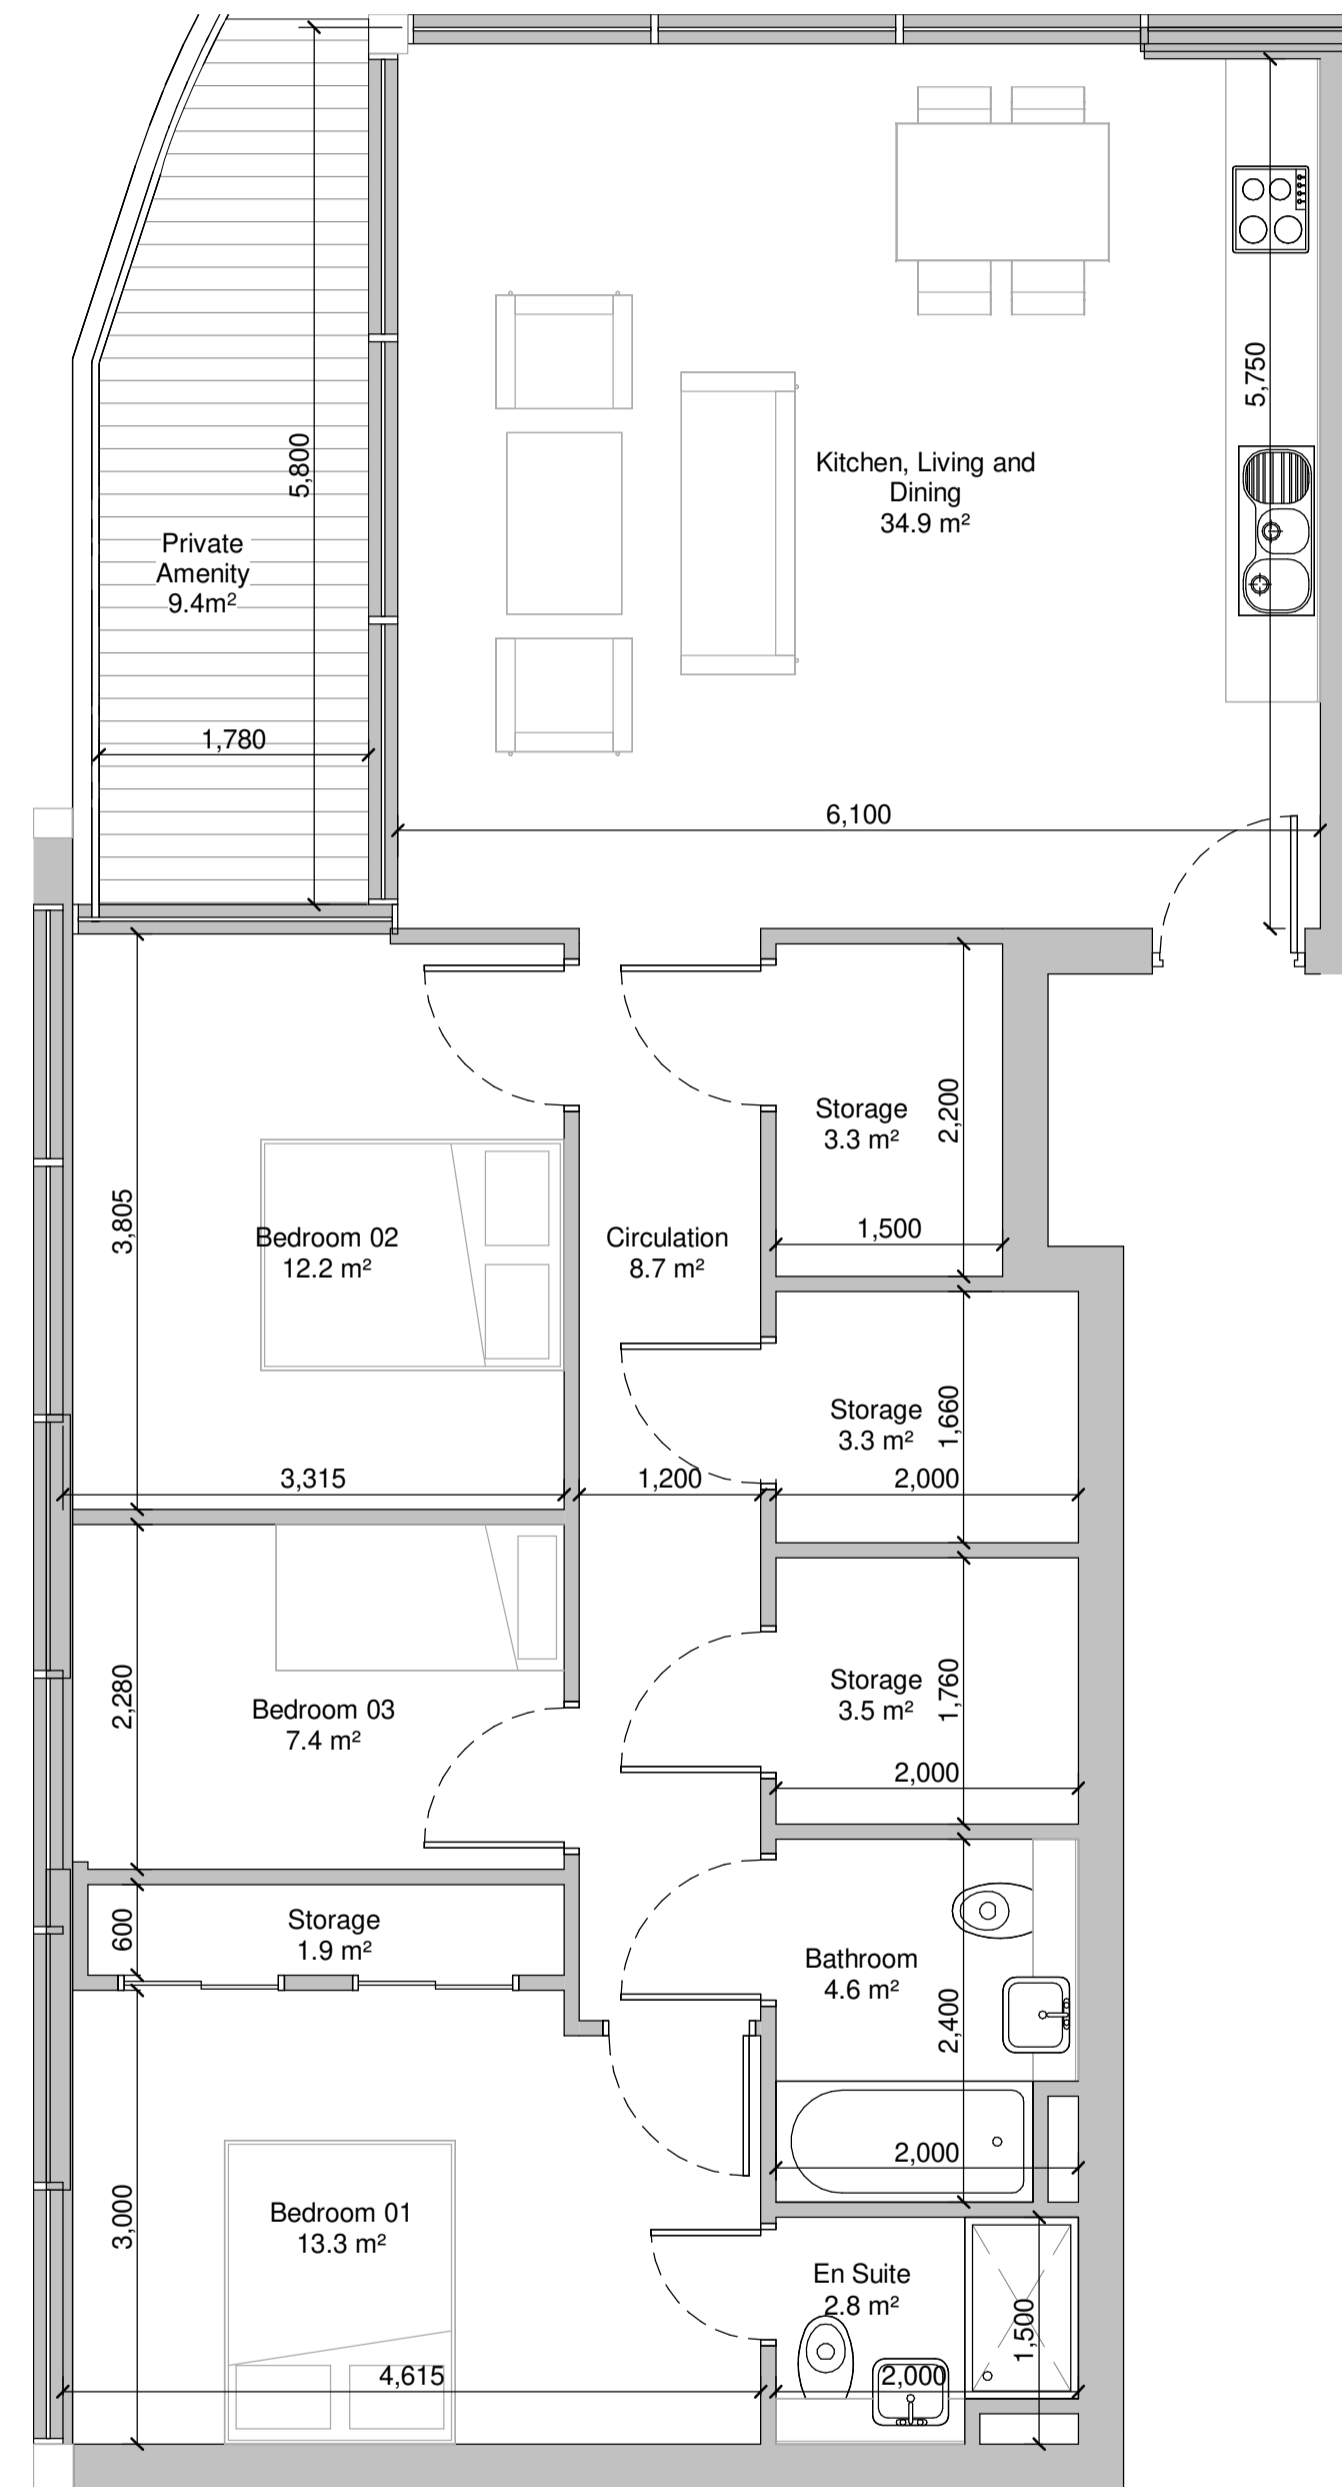 5,800
5,750
Kitchen, Living and
Dining
34.9 m²
Private
Amenity
9.4m²
1,780
6,100
Storage
3.3 m²
2,200
1,500
3,805
Bedroom 02
12.2 m²
Circulation
8.7 m²
Storage
3.3 m²
1,660
3,315
1,200
2,000
2,280
Bedroom 03
7.4 m²
Storage
3.5 m²
1,760
2,000
600
Storage
1.9 m²
Bathroom
4.6 m²
2,400
2,000
3,000
Bedroom 01
13.3 m²
En Suite
2.8 m²
1,500
4,615
2,000